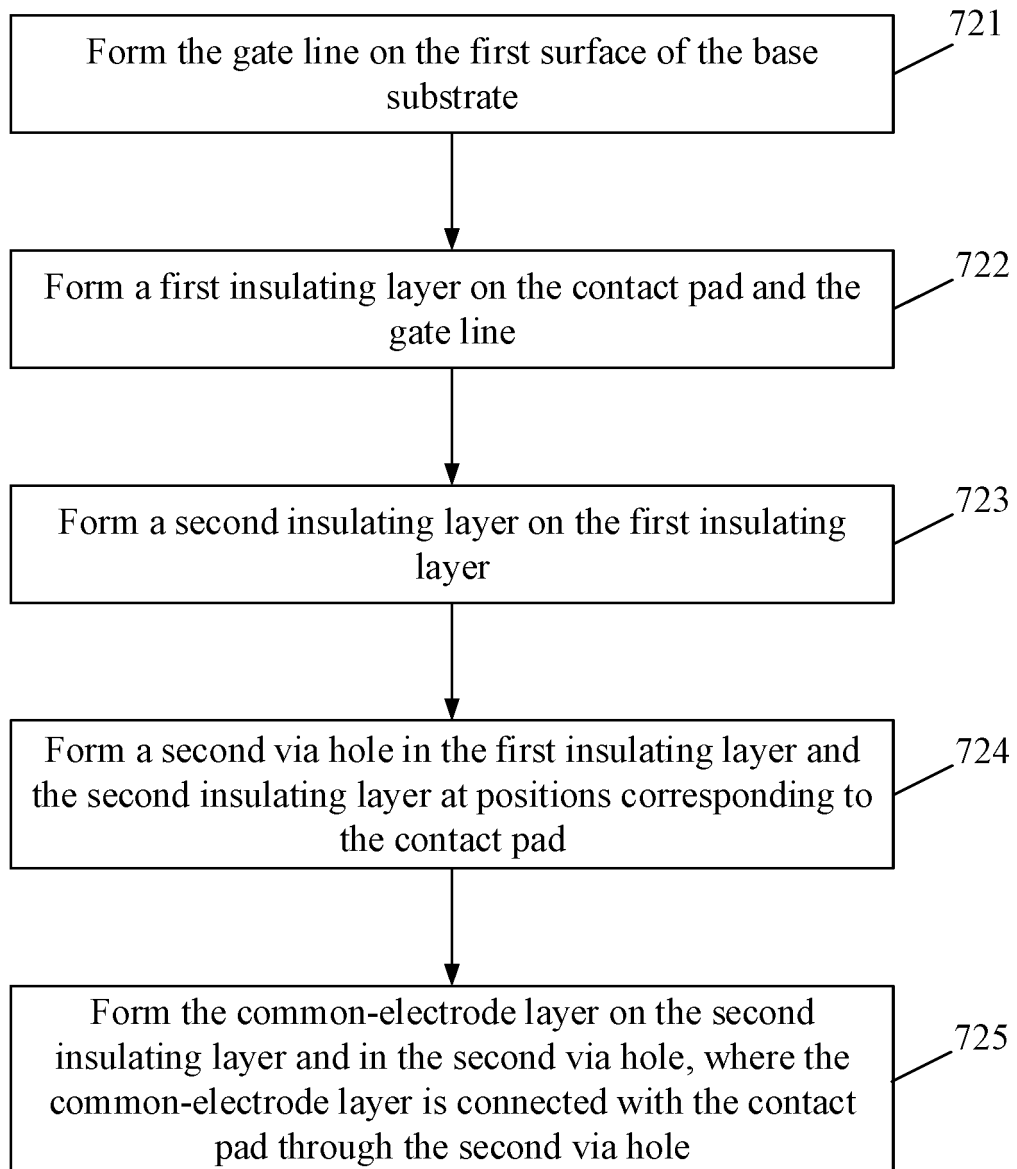 721
Form the gate line on the first surface of the base
substrate
722
Form a first insulating layer on the contact pad and the
gate line
723
Form a second insulating layer on the first insulating
layer
724
Form a second via hole in the first insulating layer and
the second insulating layer at positions corresponding to
the contact pad
725
Form the common-electrode layer on the second
insulating layer and in the second via hole, where the
common-electrode layer is connected with the contact
pad through the second via hole